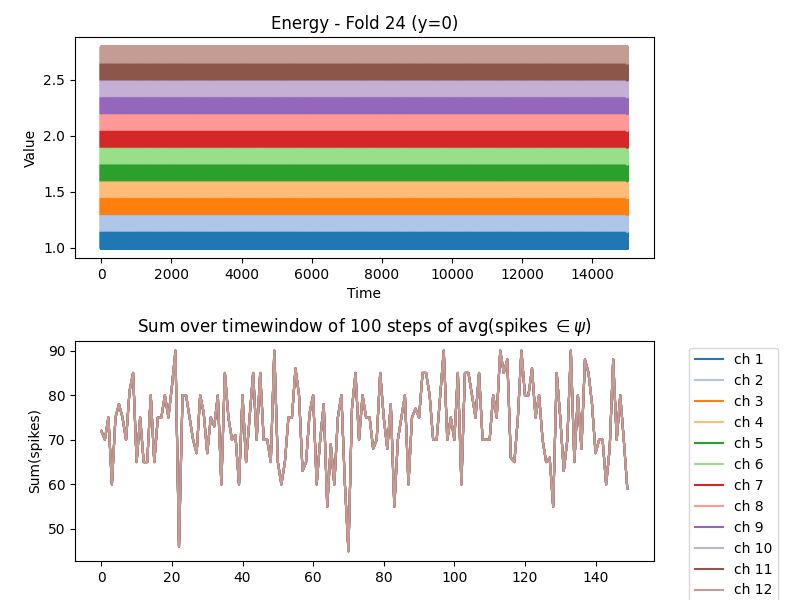 Energy - Fold 24 (y=0)
Value
2.5
2.0
1.5
1.0
0 2000 4000 6000 8000 10000 12000 14000
Time
Sum over timewindow of 100 steps of avg(spikes ∈ ψ)
Sum(spikes)
90
80
70
60
50
0 20 40 60 80 100 120 140
ch 1
ch 2
ch 3
ch 4
ch 5
ch 6
ch 7
ch 8
ch 9
ch 10
ch 11
ch 12